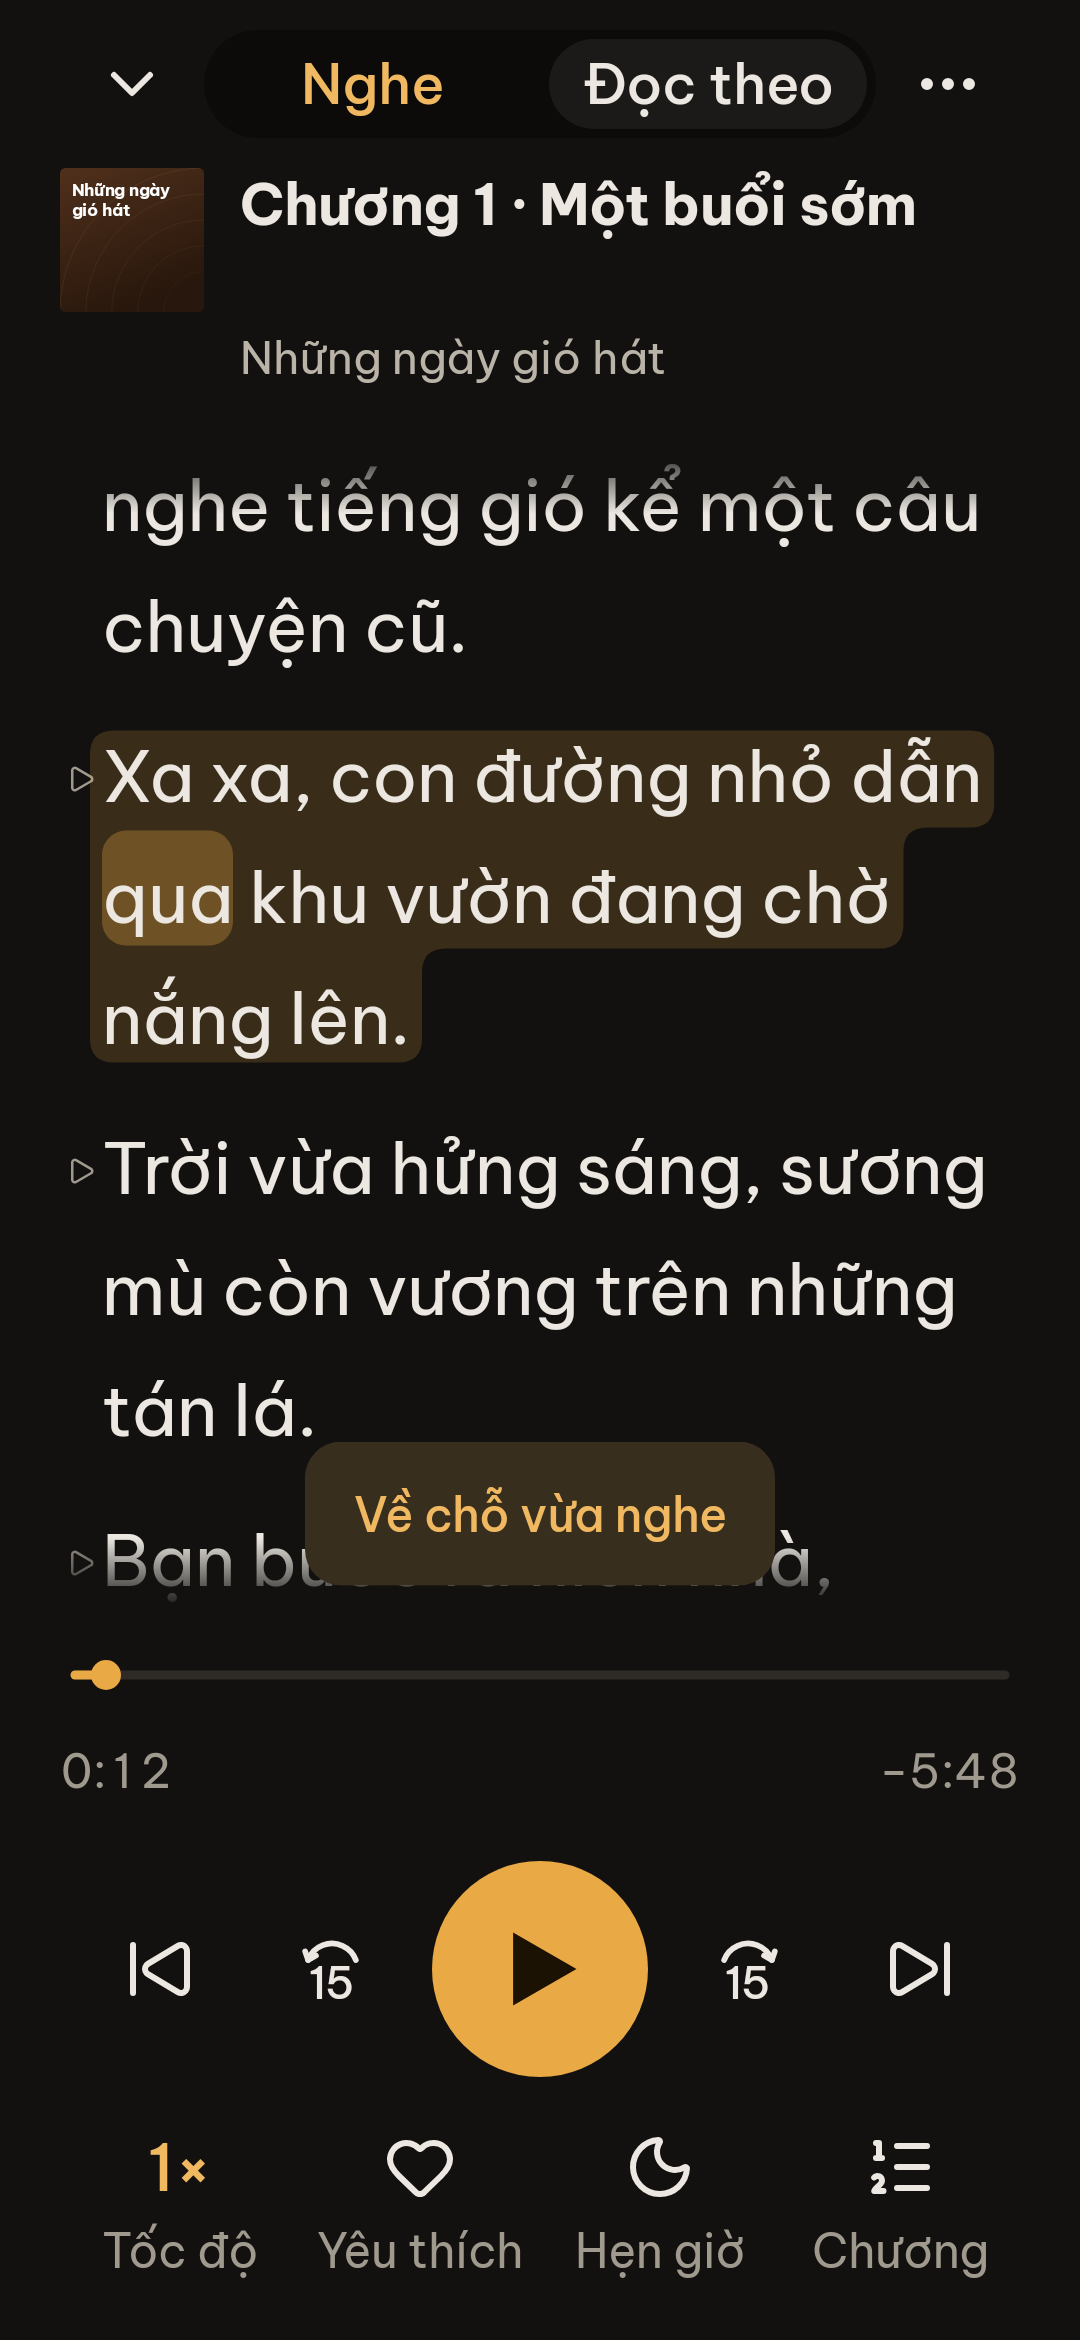 Nghe
Đọc theo
Những ngày
gió hát
Chương 1 · Một buổi sớm
Những ngày gió hát
nghe tiếng gió kể một câu
chuyện cũ.
Xa xa, con đường nhỏ dẫn
qua khu vườn đang chờ
nắng lên.
Trời vừa hửng sáng, sương
mù còn vương trên những
tán lá.
Về chỗ vừa nghe
Bạn
0:12
-5:48
15
15
1×
Tốc độ
Yêu thích
Hẹn giờ
Chương